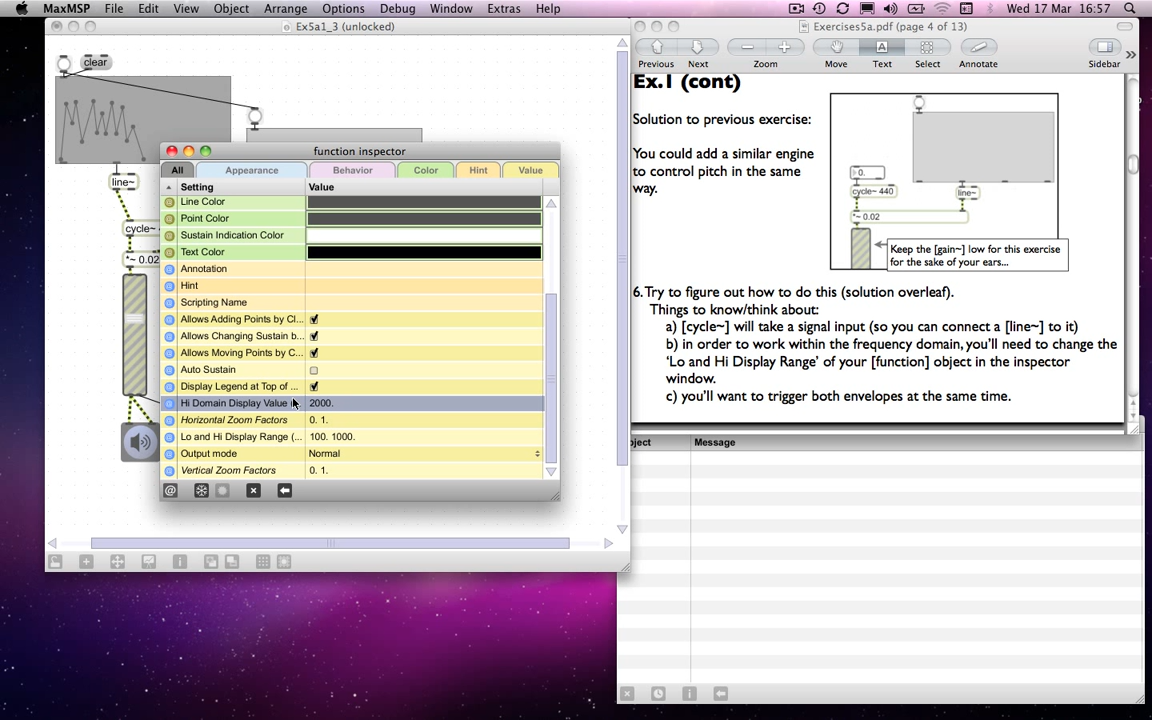 MaxMSP File Edit View Object Arrange Options Debug Window Extras Help Wed 17 Mar 16:57
Ex5a1_3 (unlocked)
clear
line~
cycle~
*~ 0.02
function inspector
All Appearance Behavior Color Hint Value
Setting Value
Line Color
Point Color
Sustain Indication Color
Text Color
Annotation
Hint
Scripting Name
Allows Adding Points by Cl...
Allows Changing Sustain b...
Allows Moving Points by C...
Auto Sustain
Display Legend at Top of ...
Hi Domain Display Value 2000.
Horizontal Zoom Factors 0. 1.
Lo and Hi Display Range (... 100. 1000.
Output mode Normal
Vertical Zoom Factors 0. 1.
Exercises5a.pdf (page 4 of 13)
Previous Next Zoom Move Text Select Annotate Sidebar
Ex.1 (cont)
Solution to previous exercise:
You could add a similar engine
to control pitch in the same
way.
0.
cycle~ 440 line~
*~ 0.02
Keep the [gain~] low for this exercise
for the sake of your ears...
6. Try to figure out how to do this (solution overleaf).
Things to know/think about:
a) [cycle~] will take a signal input (so you can connect a [line~] to it)
b) in order to work within the frequency domain, you'll need to change the
'Lo and Hi Display Range' of your [function] object in the inspector
window.
c) you'll want to trigger both envelopes at the same time.
bject Message